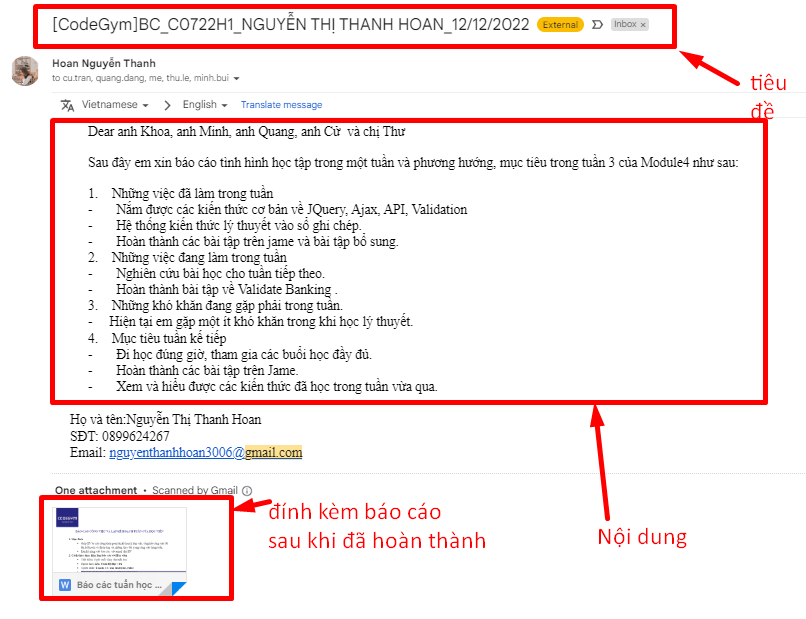 [CodeGym]BC_C0722H1_NGUYỄN THỊ THANH HOAN_12/12/2022 External Inbox x
Hoan Nguyễn Thanh
to cu.tran, quang.dang, me, thu.le, minh.bui
tiêu
đề
Vietnamese > English Translate message
Dear anh Khoa, anh Minh, anh Quang, anh Cử và chị Thư
Sau đây em xin báo cáo tình hình học tập trong một tuần và phương hướng, mục tiêu trong tuần 3 của Module4 như sau:
1. Những việc đã làm trong tuần
- Nắm được các kiến thức cơ bản về JQuery, Ajax, API, Validation
- Hệ thống kiến thức lý thuyết vào sổ ghi chép.
- Hoàn thành các bài tập trên jame và bài tập bổ sung.
2. Những việc đang làm trong tuần
- Nghiên cứu bài học cho tuần tiếp theo.
- Hoàn thành bài tập về Validate Banking .
3. Những khó khăn đang gặp phải trong tuần.
- Hiện tại em gặp một ít khó khăn trong khi học lý thuyết.
4. Mục tiêu tuần kế tiếp
- Đi học đúng giờ, tham gia các buổi học đầy đủ.
- Hoàn thành các bài tập trên Jame.
- Xem và hiểu được các kiến thức đã học trong tuần vừa qua.
Họ và tên:Nguyễn Thị Thanh Hoan
SĐT: 0899624267
Email: nguyenthanhhoan3006@gmail.com
One attachment • Scanned by Gmail
đính kèm báo cáo
sau khi đã hoàn thành
Nội dung
CODEGYM
W Báo các tuần học ...